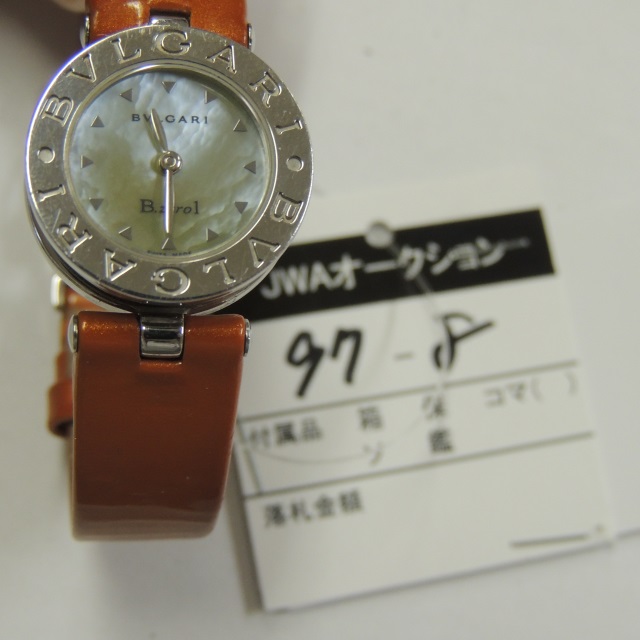 BVLGARI BVLGARI
BVLGARI
B.zero1
JWAオークション
97-8
付属品 箱 保 コマ( )
ソ 鑑
落札金額